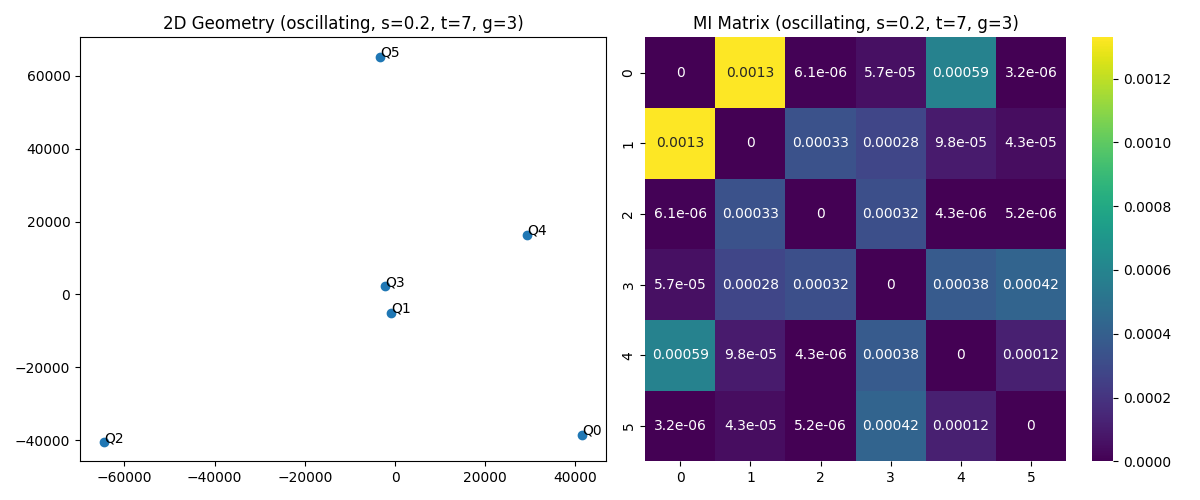 2D Geometry (oscillating, s=0.2, t=7, g=3)
60000
40000
20000
0
−20000
−40000
−60000
−40000
−20000
0
20000
40000
Q5
Q4
Q3
Q1
Q2
Q0
MI Matrix (oscillating, s=0.2, t=7, g=3)
0 0 0.0013 6.1e-06 5.7e-05 0.00059 3.2e-06
1 0.0013 0 0.00033 0.00028 9.8e-05 4.3e-05
2 6.1e-06 0.00033 0 0.00032 4.3e-06 5.2e-06
3 5.7e-05 0.00028 0.00032 0 0.00038 0.00042
4 0.00059 9.8e-05 4.3e-06 0.00038 0 0.00012
5 3.2e-06 4.3e-05 5.2e-06 0.00042 0.00012 0
0 1 2 3 4 5
0.0012
0.0010
0.0008
0.0006
0.0004
0.0002
0.0000